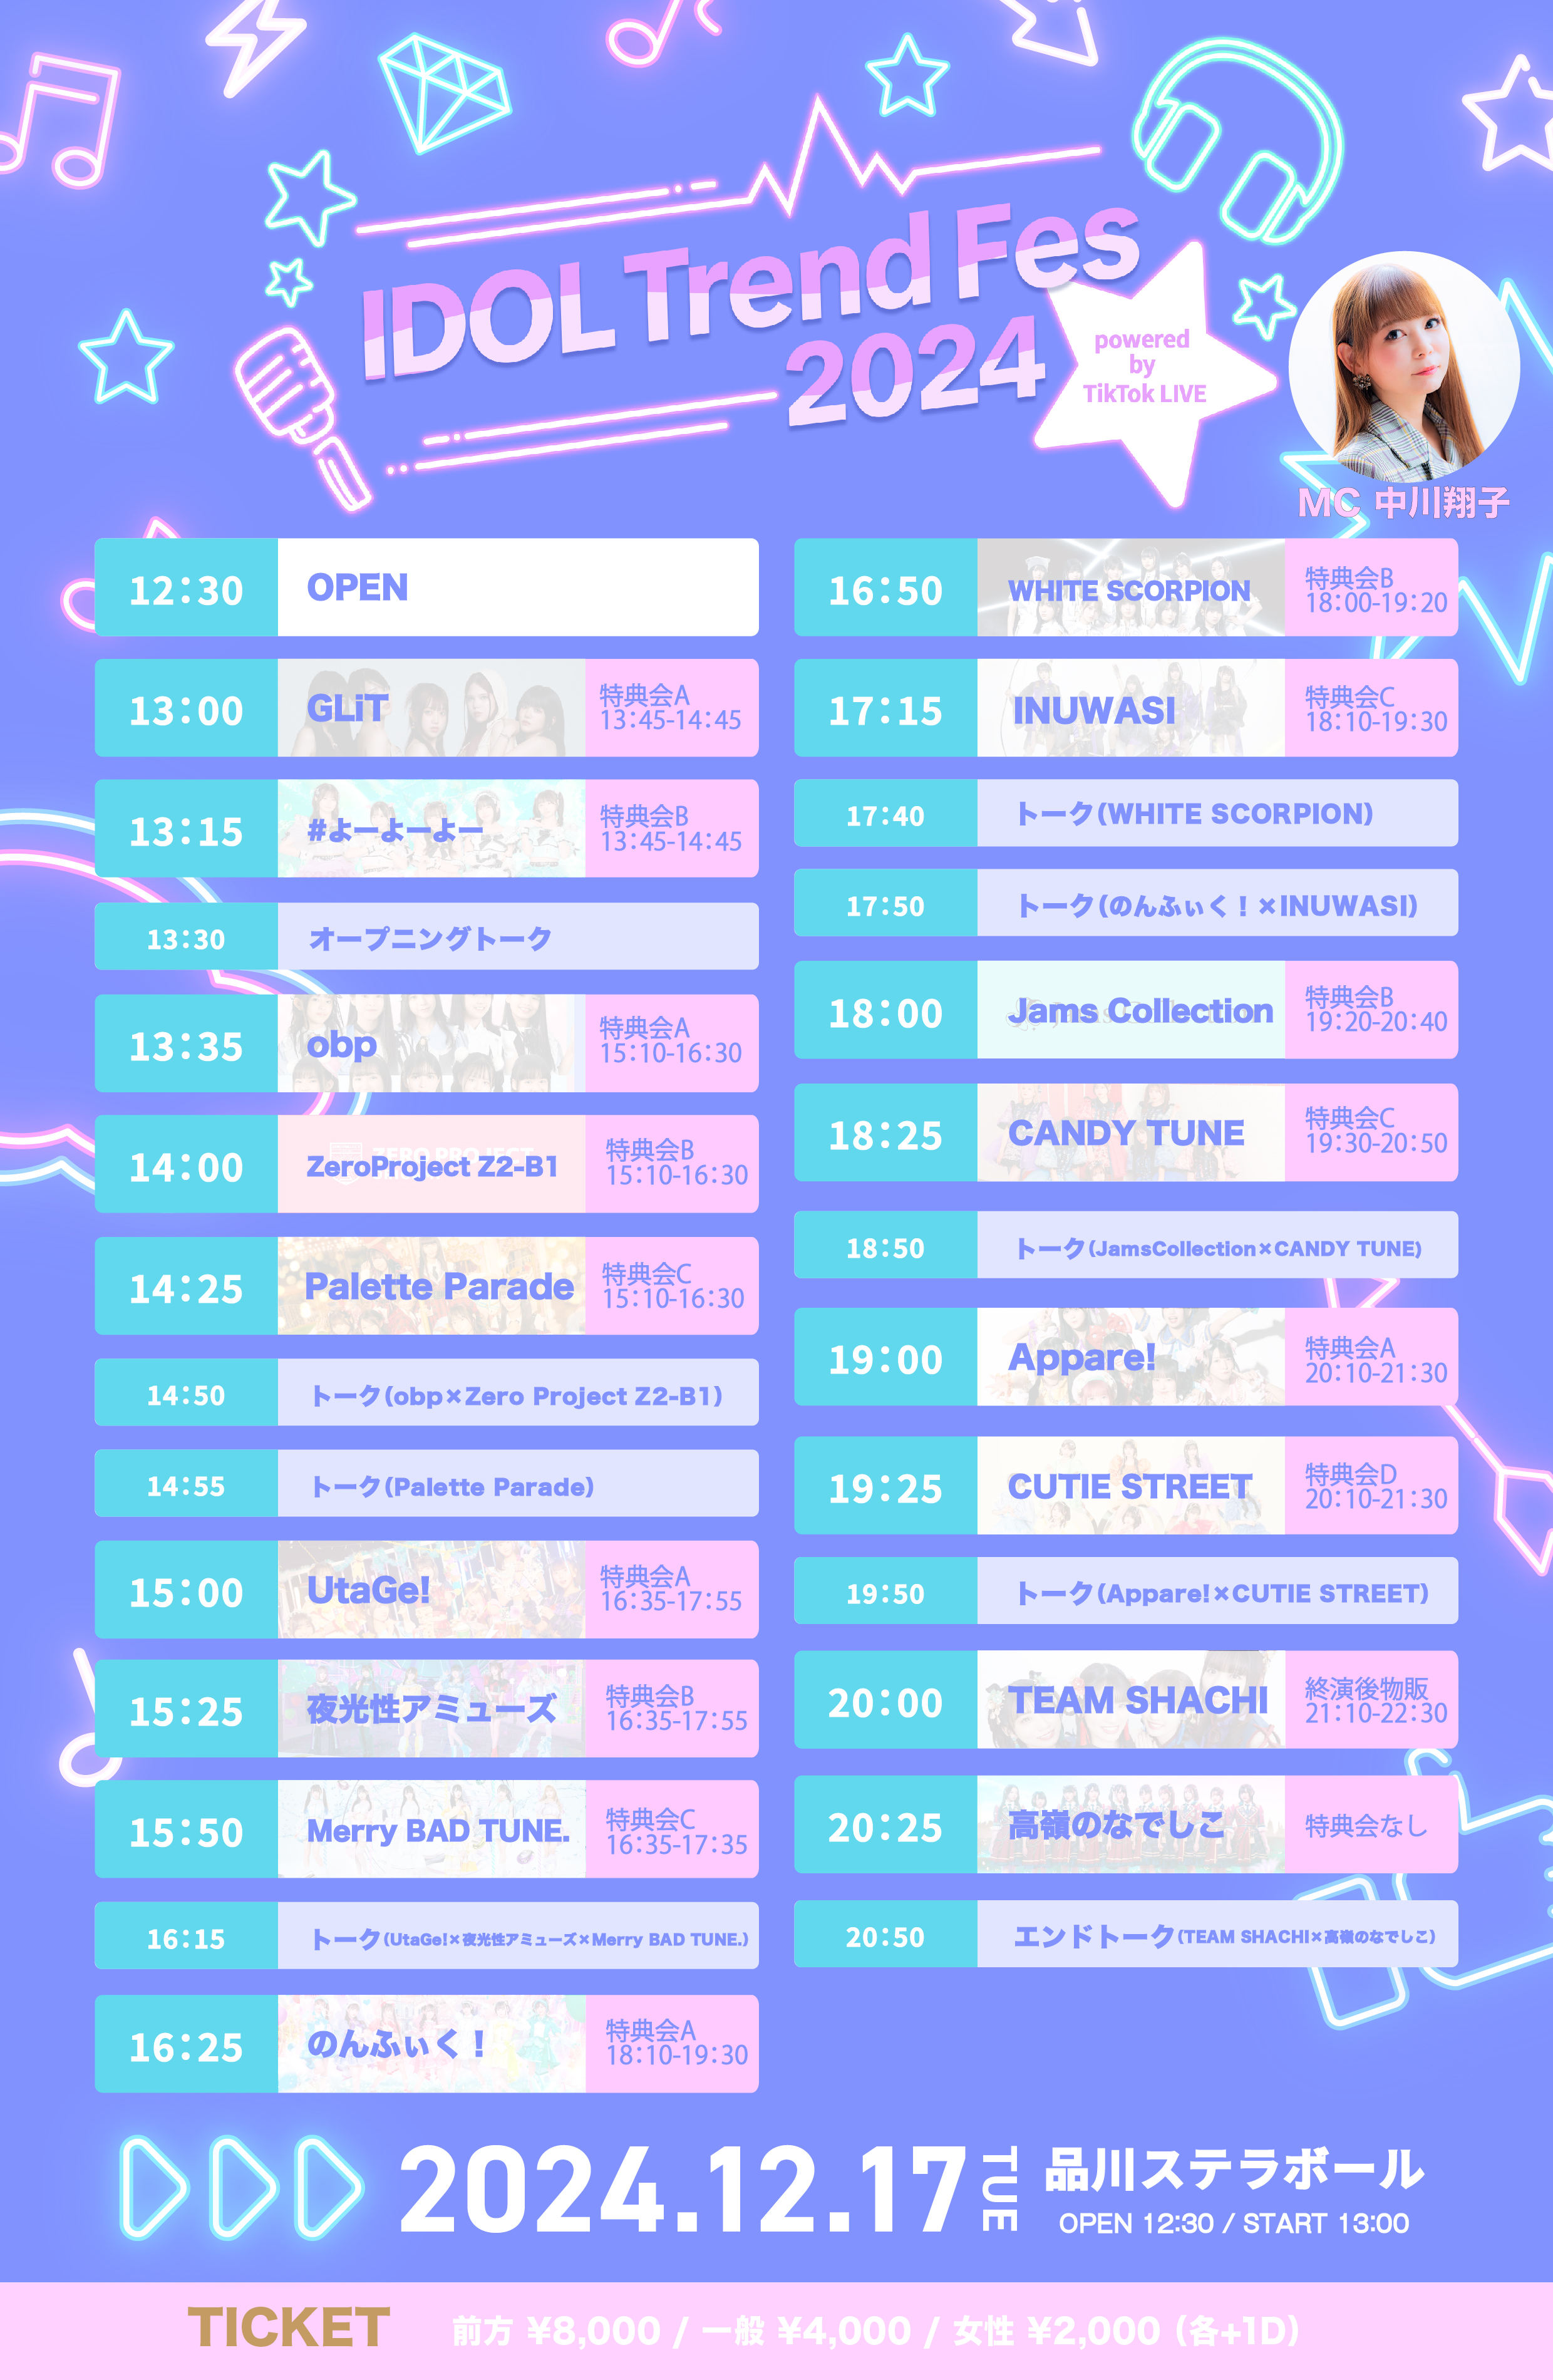 IDOL Trend Fes
2024
powered
by
TikTok LIVE
MC 中川翔子
12:30 OPEN
13:00 GLiT 特典会A
13:45-14:45
13:15 #よーよーよー 特典会B
13:45-14:45
13:30 オープニングトーク
13:35 obp 特典会A
15:10-16:30
14:00 ZeroProject Z2-B1 特典会B
15:10-16:30
14:25 Palette Parade 特典会C
15:10-16:30
14:50 トーク(obp×Zero Project Z2-B1)
14:55 トーク(Palette Parade)
15:00 UtaGe! 特典会A
16:35-17:55
15:25 夜光性アミューズ 特典会B
16:35-17:55
15:50 Merry BAD TUNE. 特典会C
16:35-17:35
16:15 トーク(UtaGe!×夜光性アミューズ×Merry BAD TUNE.)
16:25 のんふぃく！ 特典会A
18:10-19:30
16:50 WHITE SCORPION 特典会B
18:00-19:20
17:15 INUWASI 特典会C
18:10-19:30
17:40 トーク(WHITE SCORPION)
17:50 トーク(のんふぃく！×INUWASI)
18:00 Jams Collection 特典会B
19:20-20:40
18:25 CANDY TUNE 特典会C
19:30-20:50
18:50 トーク(JamsCollection×CANDY TUNE)
19:00 Appare! 特典会A
20:10-21:30
19:25 CUTIE STREET 特典会D
20:10-21:30
19:50 トーク(Appare!×CUTIE STREET)
20:00 TEAM SHACHI 終演後物販
21:10-22:30
20:25 高嶺のなでしこ 特典会なし
20:50 エンドトーク(TEAM SHACHI×高嶺のなでしこ)
2024.12.17 TUE 品川ステラボール
OPEN 12:30 / START 13:00
TICKET 前方 ¥8,000 / 一般 ¥4,000 / 女性 ¥2,000（各+1D）